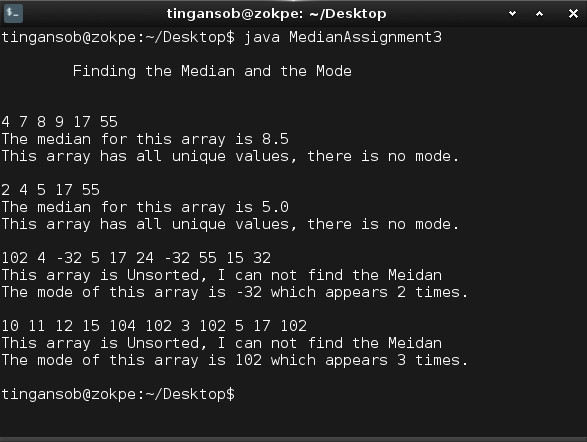 tingansob@zokpe: ~/Desktop
tingansob@zokpe:~/Desktop$ java MedianAssignment3
Finding the Median and the Mode
4 7 8 9 17 55
The median for this array is 8.5
This array has all unique values, there is no mode.
2 4 5 17 55
The median for this array is 5.0
This array has all unique values, there is no mode.
102 4 -32 5 17 24 -32 55 15 32
This array is Unsorted, I can not find the Meidan
The mode of this array is -32 which appears 2 times.
10 11 12 15 104 102 3 102 5 17 102
This array is Unsorted, I can not find the Meidan
The mode of this array is 102 which appears 3 times.
tingansob@zokpe:~/Desktop$